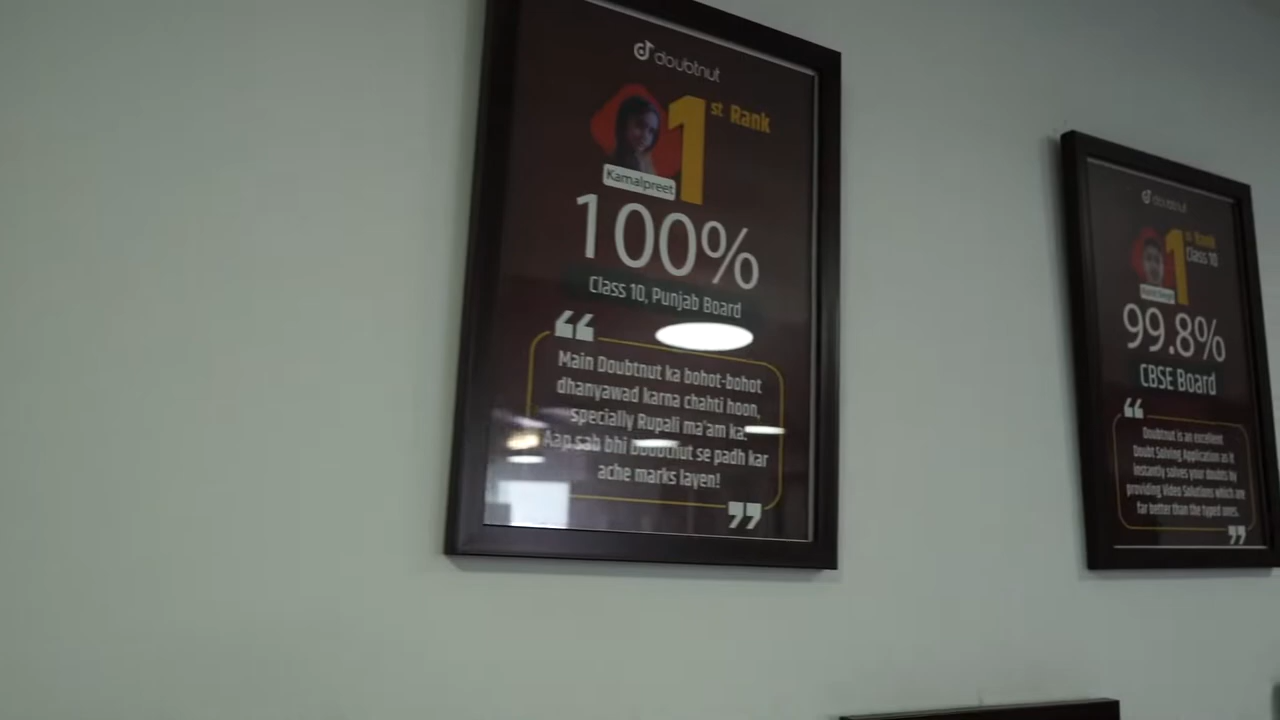 doubtnut
1st Rank
Kamalpreet
100%
Class 10, Punjab Board
“
Main Doubtnut ka bohot-bohot
dhanyawad karna chahti hoon,
specially Rupali ma'am ka.
Aap sab bhi Doubtnut se padh kar
ache marks layen!
”
doubtnut
1st Rank
Class 10
99.8%
CBSE Board
“
Doubtnut is an excellent
Doubt Solving Application as it
instantly solves your doubts by
providing Video Solutions which are
far better than the typed ones.
”